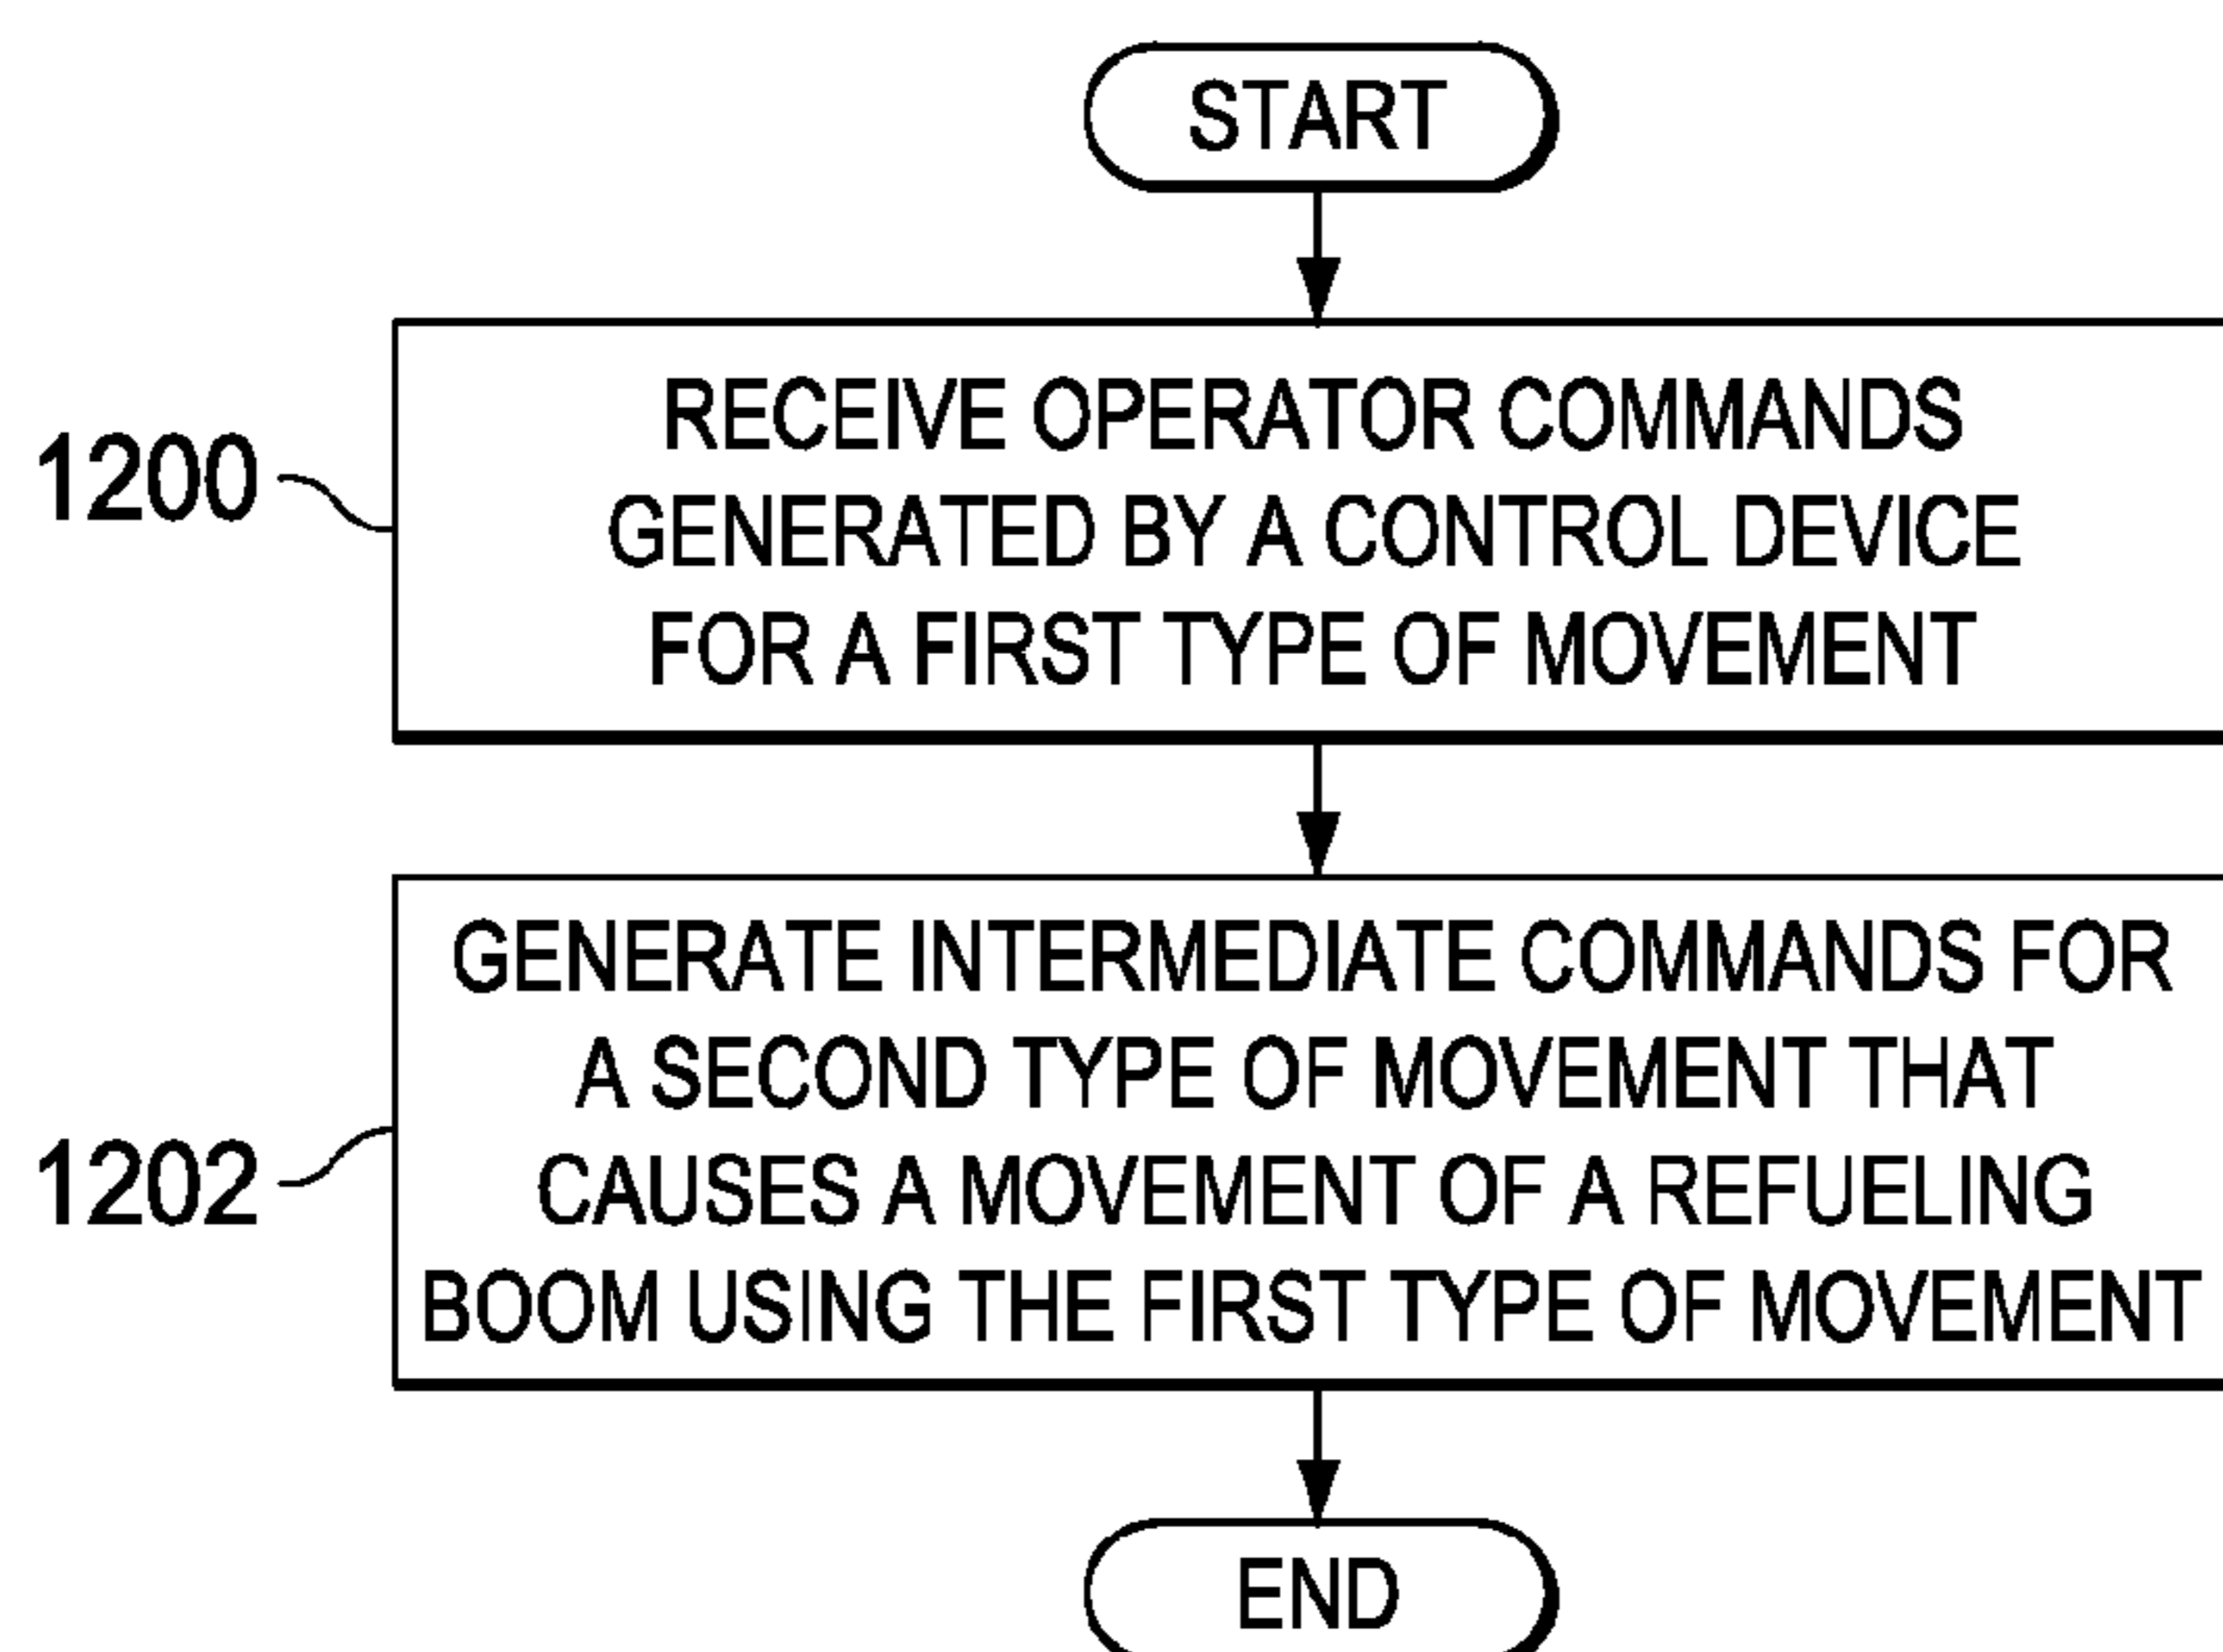 START
RECEIVE OPERATOR COMMANDS
1200
GENERATED BY A CONTROL DEVICE
FOR A FIRST TYPE OF MOVEMENT
GENERATE INTERMEDIATE COMMANDS FOR
A SECOND TYPE OF MOVEMENT THAT
1202
CAUSES A MOVEMENT OF A REFUELING
BOOM USING THE FIRST TYPE OF MOVEMENT
END